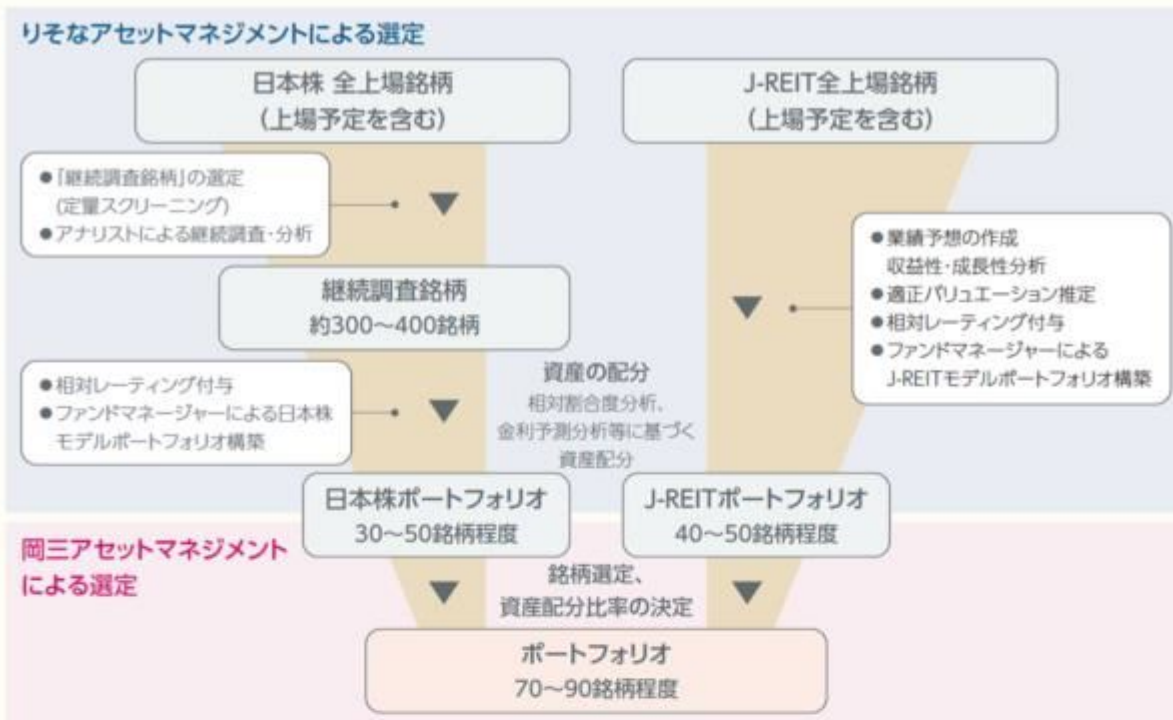 りそなアセットマネジメントによる選定
日本株 全上場銘柄
(上場予定を含む)
J-REIT全上場銘柄
(上場予定を含む)
●「継続調査銘柄」の選定
(定量スクリーニング)
●アナリストによる継続調査・分析
継続調査銘柄
約300～400銘柄
●業績予想の作成
収益性・成長性分析
●適正バリュエーション推定
●相対レーティング付与
●ファンドマネージャーによる
J-REITモデルポートフォリオ構築
●相対レーティング付与
●ファンドマネージャーによる日本株
モデルポートフォリオ構築
資産の配分
相対割合度分析、
金利予測分析等に基づく
資産配分
日本株ポートフォリオ
30～50銘柄程度
J-REITポートフォリオ
40～50銘柄程度
岡三アセットマネジメント
による選定
銘柄選定、
資産配分比率の決定
ポートフォリオ
70～90銘柄程度